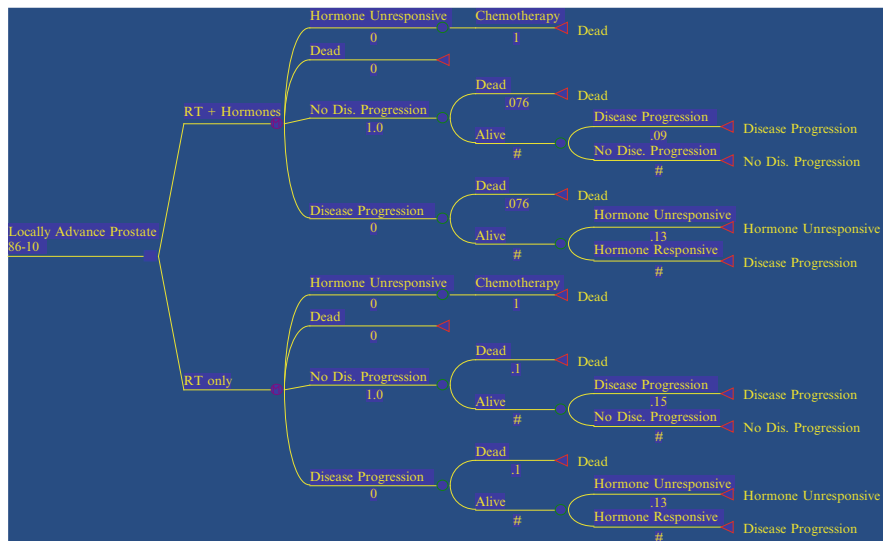 Hormone Unresponsive
0
Chemotherapy
1
Dead
Dead
0
RT + Hormones
No Dis. Progression
1.0
Dead
.076
Dead
Alive
#
Disease Progression
.09
Disease Progression
No Dise. Progression
#
No Dis. Progression
Disease Progression
0
Dead
.076
Dead
Alive
#
Hormone Unresponsive
.13
Hormone Unresponsive
Hormone Responsive
#
Disease Progression
Locally Advance Prostate
86-10
Hormone Unresponsive
0
Chemotherapy
1
Dead
Dead
0
RT only
No Dis. Progression
1.0
Dead
.1
Dead
Alive
#
Disease Progression
.15
Disease Progression
No Dise. Progression
#
No Dis. Progression
Disease Progression
0
Dead
.1
Dead
Alive
#
Hormone Unresponsive
.13
Hormone Unresponsive
Hormone Responsive
#
Disease Progression